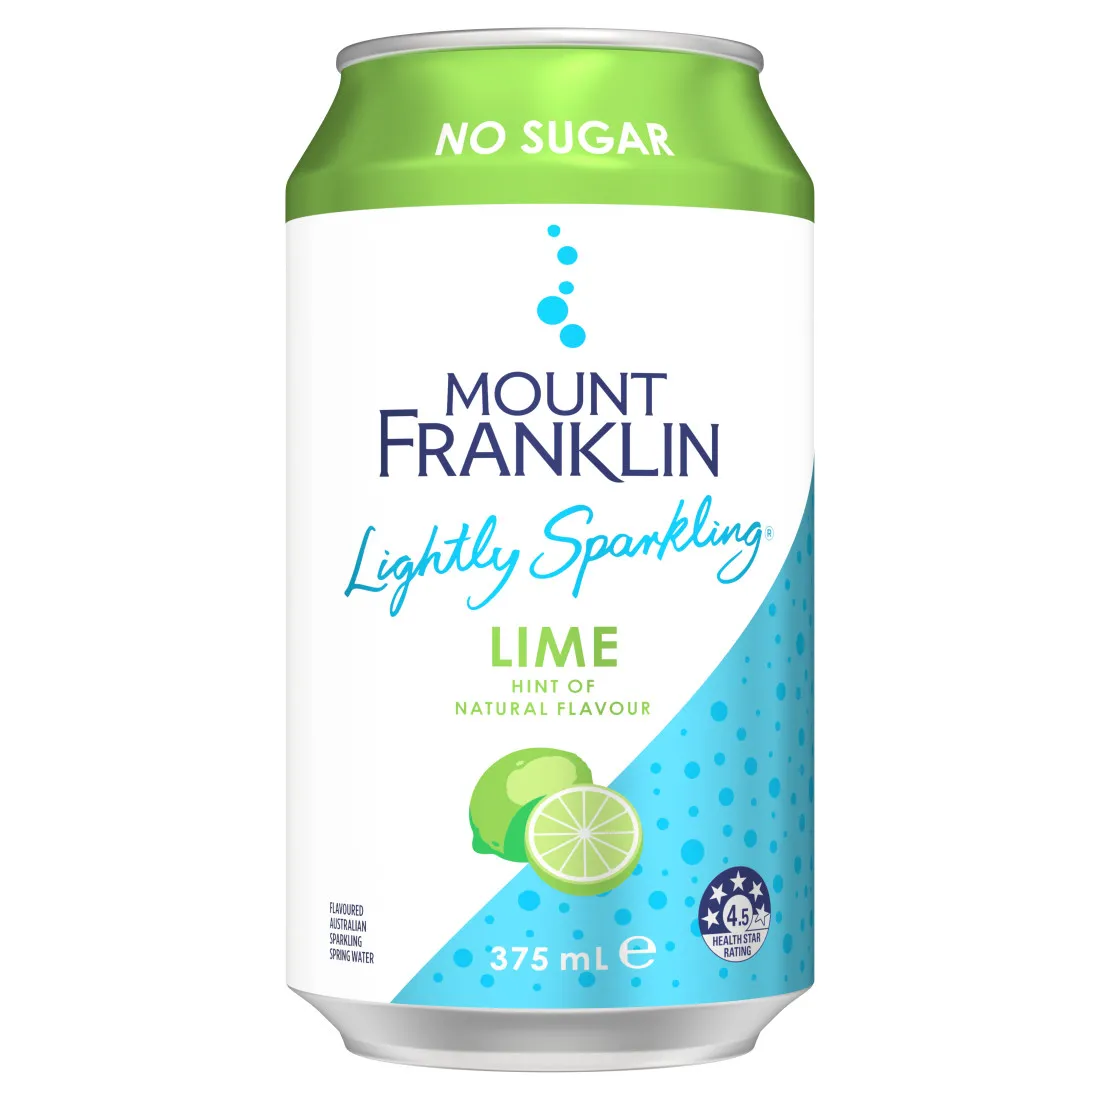 NO SUGAR
MOUNT
FRANKLIN
Lightly Sparkling®
LIME
HINT OF
NATURAL FLAVOUR
FLAVOURED
AUSTRALIAN
SPARKLING
SPRING WATER
375 mL ℮
4.5
HEALTH STAR
RATING